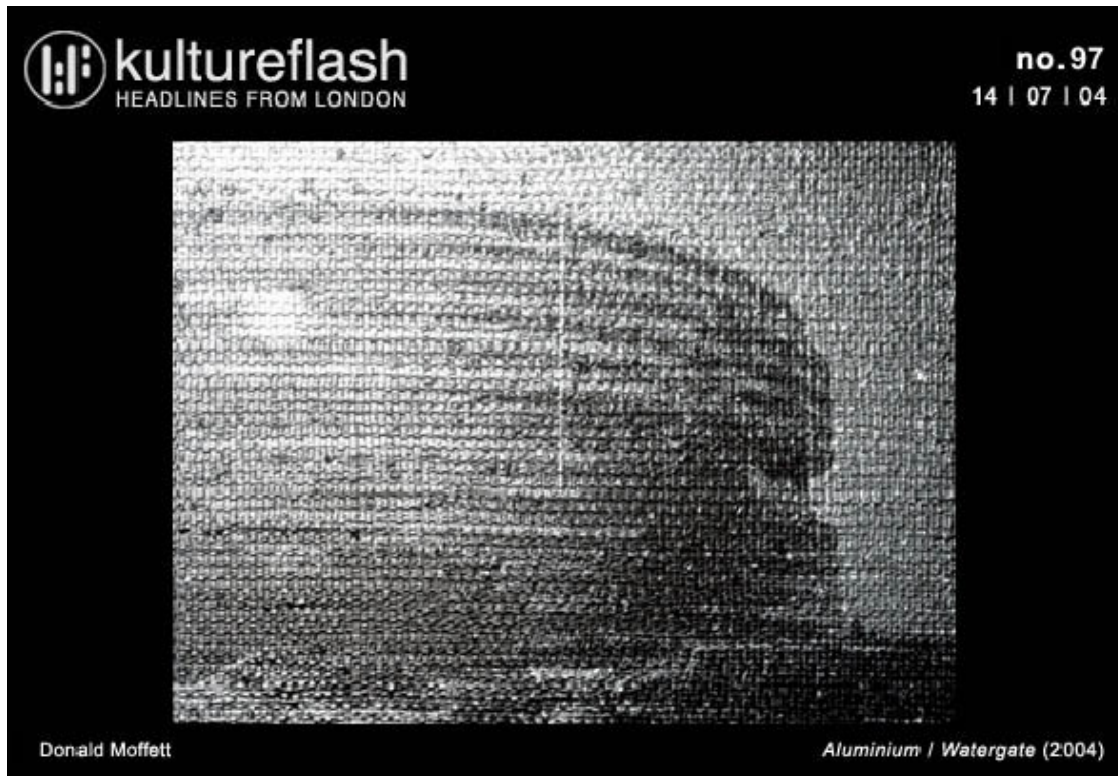 kultureflash
HEADLINES FROM LONDON
no.97
14 | 07 | 04
Donald Moffett
Aluminium / Watergate (2004)